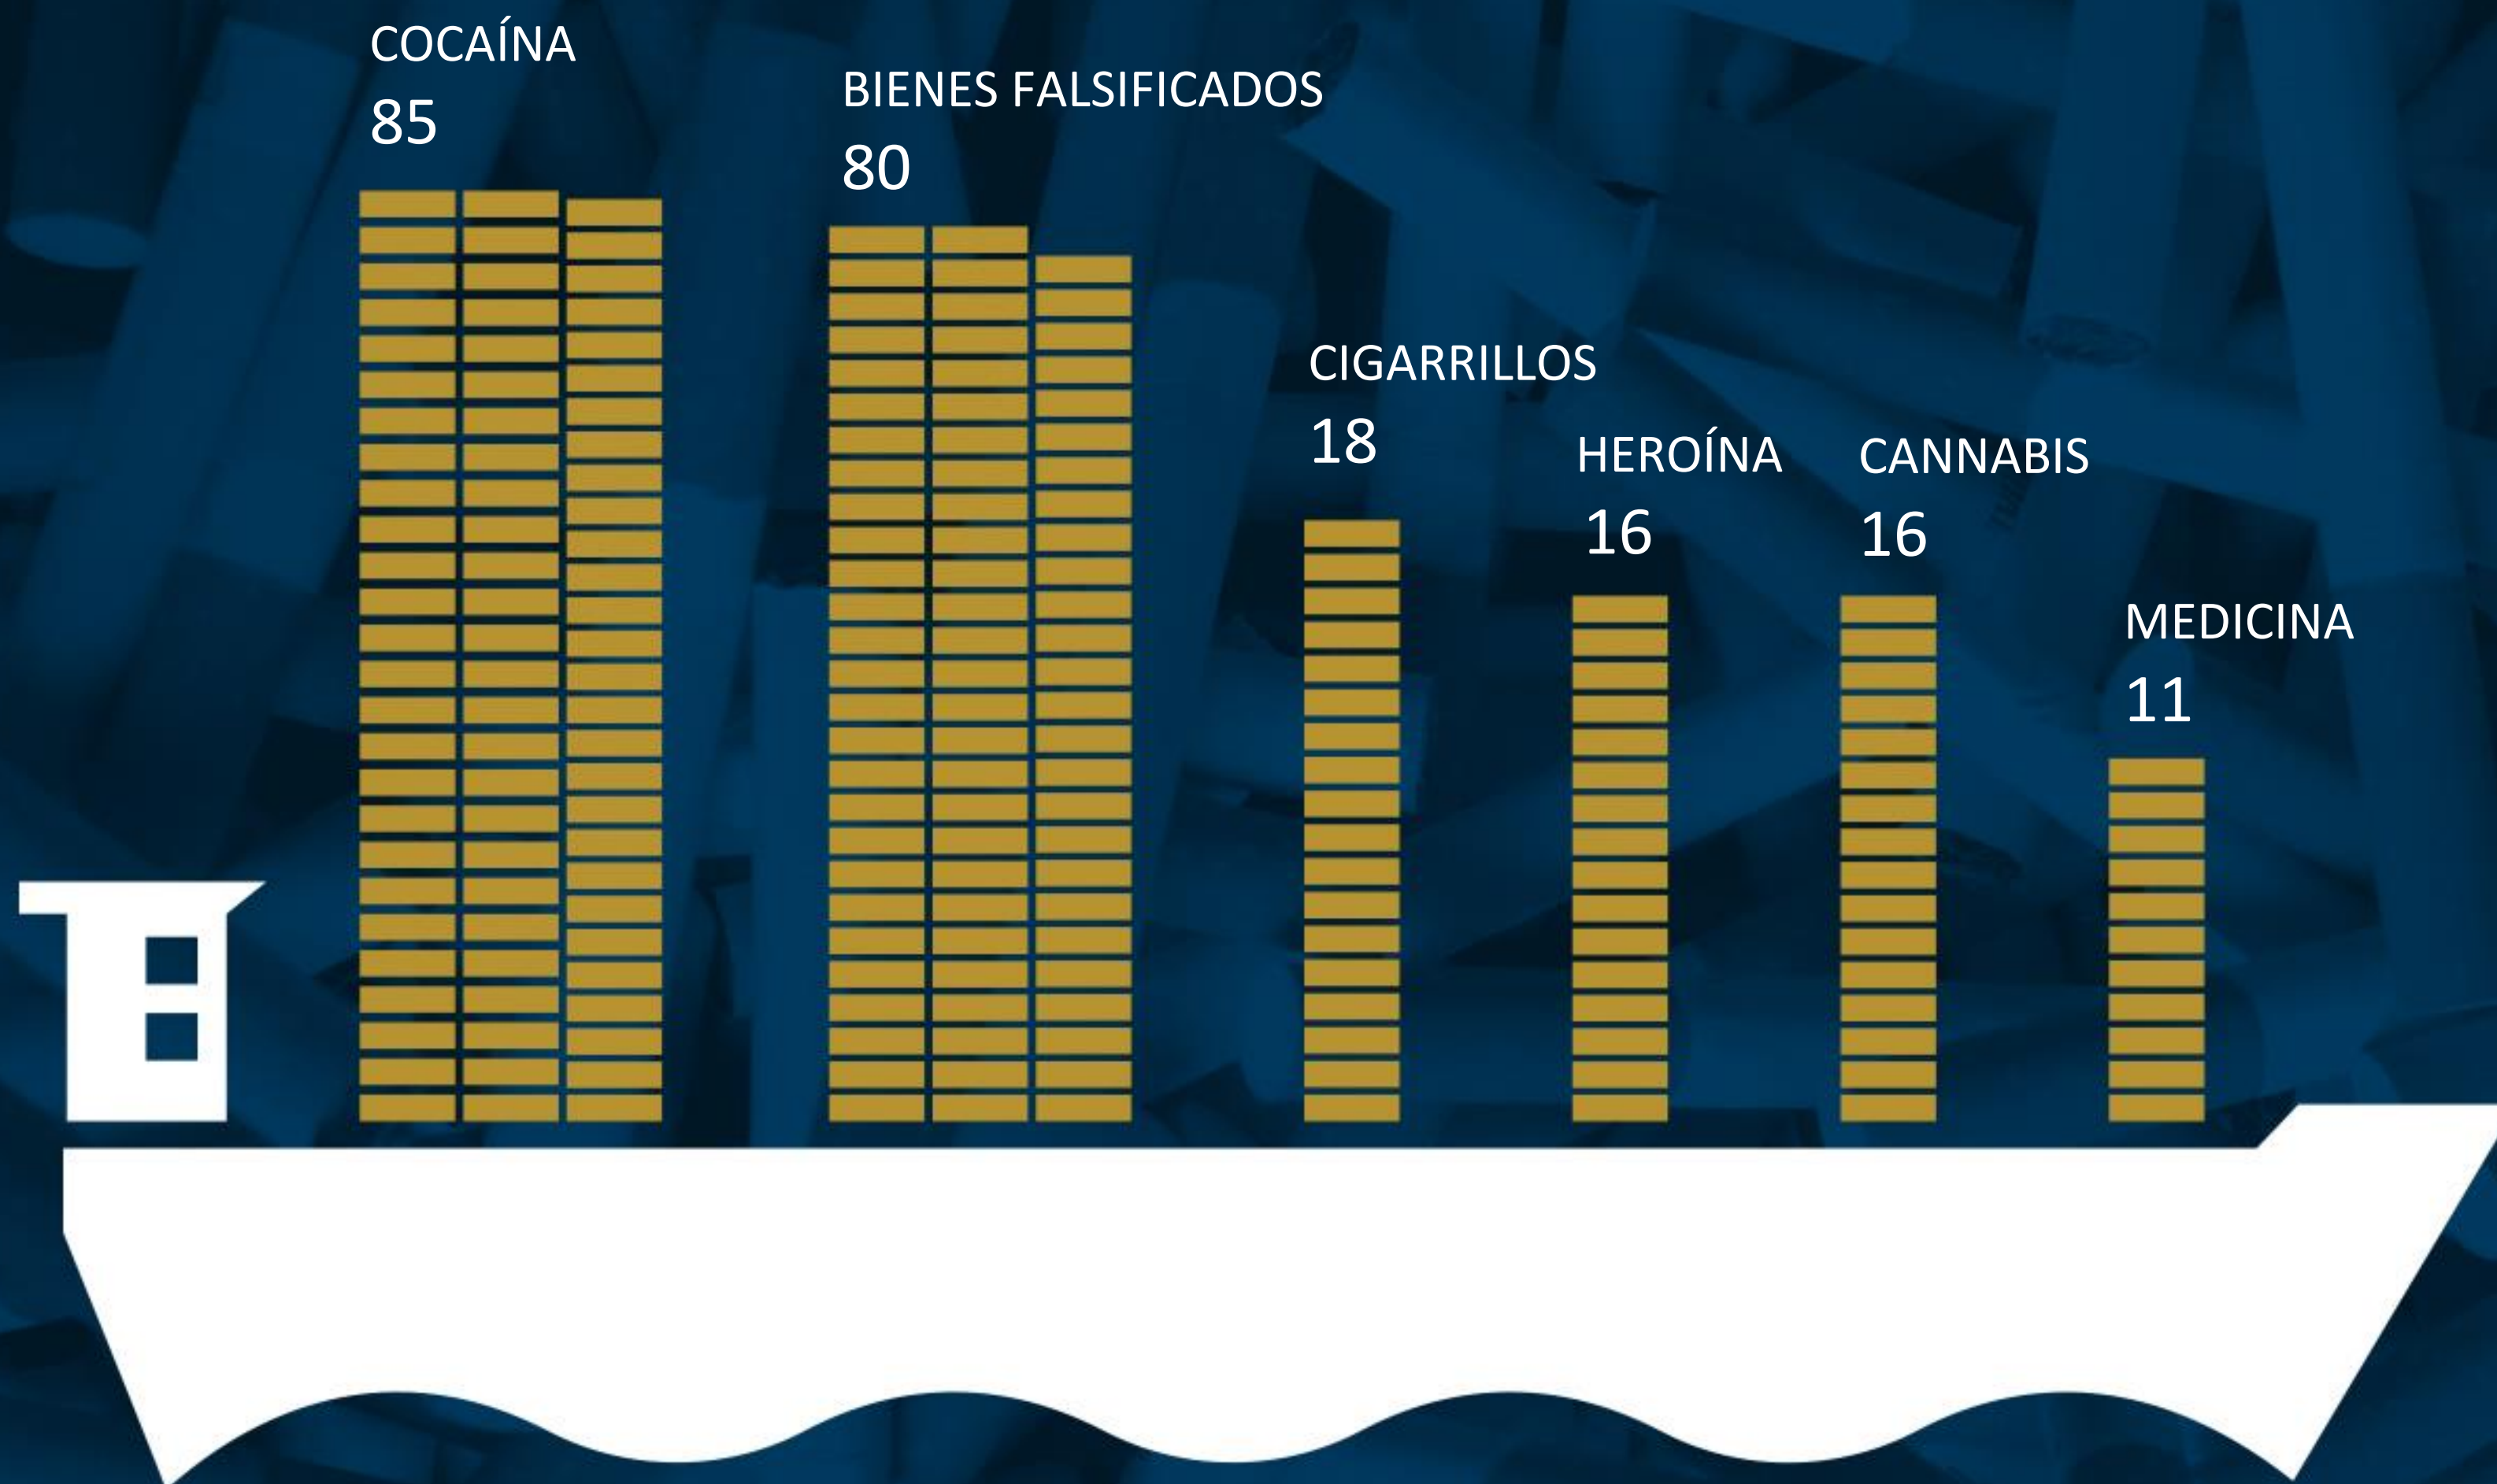 COCAÍNA
85
BIENES FALSIFICADOS
80
CIGARRILLOS
18
HEROÍNA
16
CANNABIS
16
MEDICINA
11